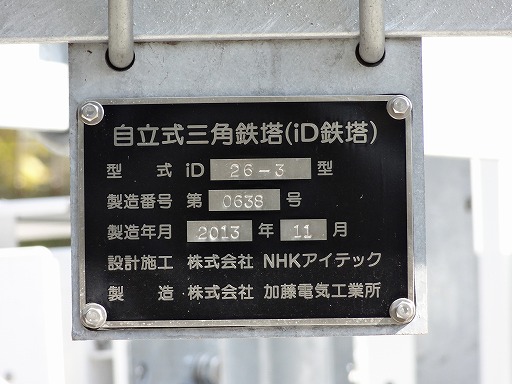 自立式三角鉄塔(iD鉄塔)
型 式 iD 26-3 型
製造番号 第 0638 号
製造年月 2013 年 11 月
設計施工 株式会社 NHKアイテック
製 造 株式会社 加藤電気工業所